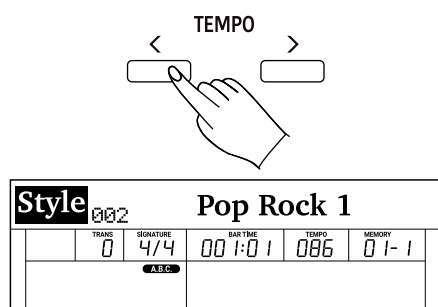 TEMPO
< >
Style 002 Pop Rock 1
TRANS SIGNATURE BAR TIME TEMPO MEMORY
0 4/4 001:01 086 01-1
A.B.C.